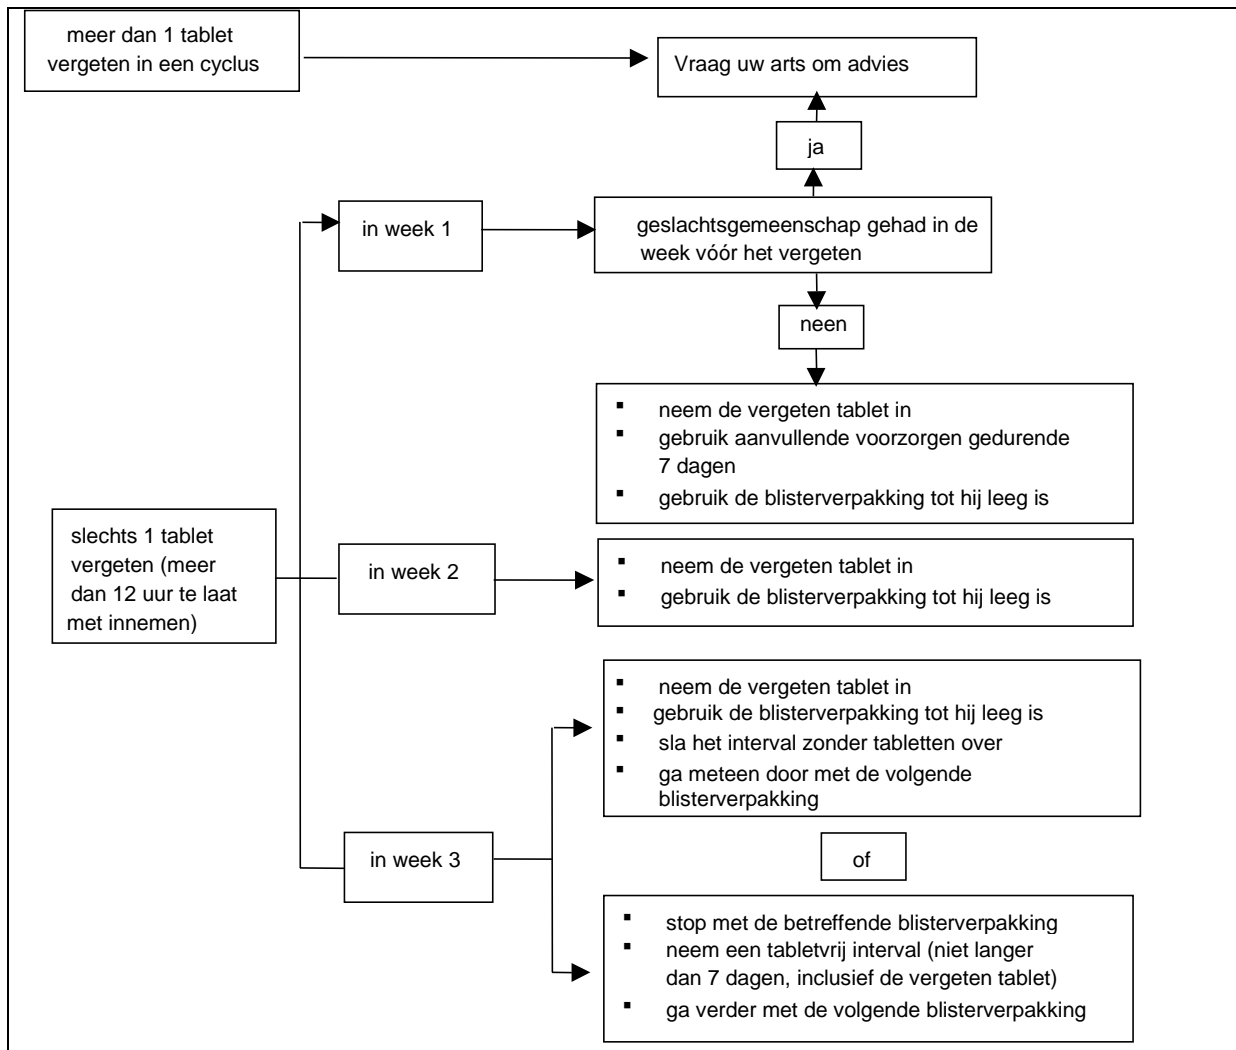 meer dan 1 tablet
vergeten in een cyclus
Vraag uw arts om advies
ja
in week 1
geslachtsgemeenschap gehad in de
week vóór het vergeten
neen
▪ neem de vergeten tablet in
▪ gebruik aanvullende voorzorgen gedurende
7 dagen
▪ gebruik de blisterverpakking tot hij leeg is
slechts 1 tablet
vergeten (meer
dan 12 uur te laat
met innemen)
in week 2
▪ neem de vergeten tablet in
▪ gebruik de blisterverpakking tot hij leeg is
▪ neem de vergeten tablet in
▪ gebruik de blisterverpakking tot hij leeg is
▪ sla het interval zonder tabletten over
▪ ga meteen door met de volgende
blisterverpakking
in week 3
of
▪ stop met de betreffende blisterverpakking
▪ neem een tabletvrij interval (niet langer
dan 7 dagen, inclusief de vergeten tablet)
▪ ga verder met de volgende blisterverpakking